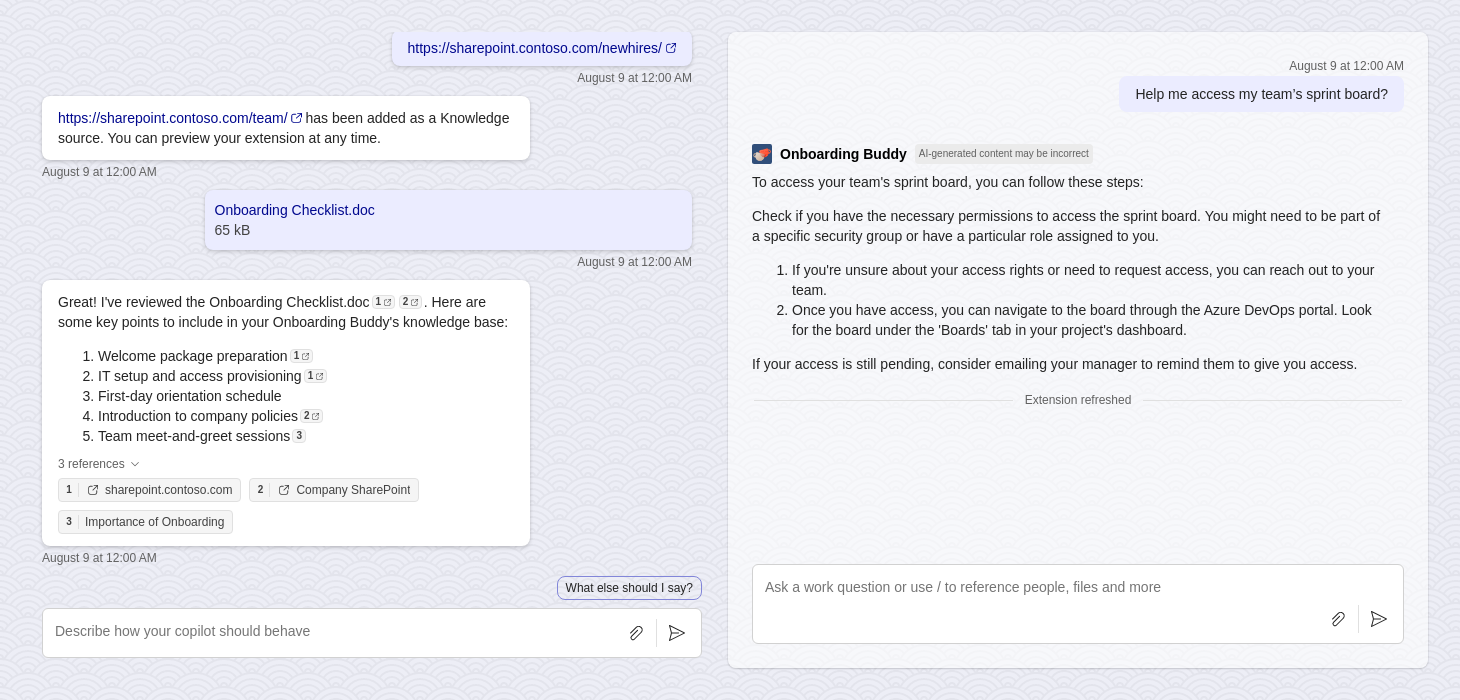 https://sharepoint.contoso.com/newhires/
August 9 at 12:00 AM
https://sharepoint.contoso.com/team/ has been added as a Knowledge
source. You can preview your extension at any time.
August 9 at 12:00 AM
Onboarding Checklist.doc
65 kB
August 9 at 12:00 AM
Great! I've reviewed the Onboarding Checklist.doc 1 2 . Here are
some key points to include in your Onboarding Buddy's knowledge base:
1. Welcome package preparation 1
2. IT setup and access provisioning 1
3. First-day orientation schedule
4. Introduction to company policies 2
5. Team meet-and-greet sessions 3
3 references
1 sharepoint.contoso.com 2 Company SharePoint
3 Importance of Onboarding
August 9 at 12:00 AM
What else should I say?
Describe how your copilot should behave
August 9 at 12:00 AM
Help me access my team’s sprint board?
Onboarding Buddy AI-generated content may be incorrect
To access your team's sprint board, you can follow these steps:
Check if you have the necessary permissions to access the sprint board. You might need to be part of
a specific security group or have a particular role assigned to you.
1. If you're unsure about your access rights or need to request access, you can reach out to your
team.
2. Once you have access, you can navigate to the board through the Azure DevOps portal. Look
for the board under the 'Boards' tab in your project's dashboard.
If your access is still pending, consider emailing your manager to remind them to give you access.
Extension refreshed
Ask a work question or use / to reference people, files and more